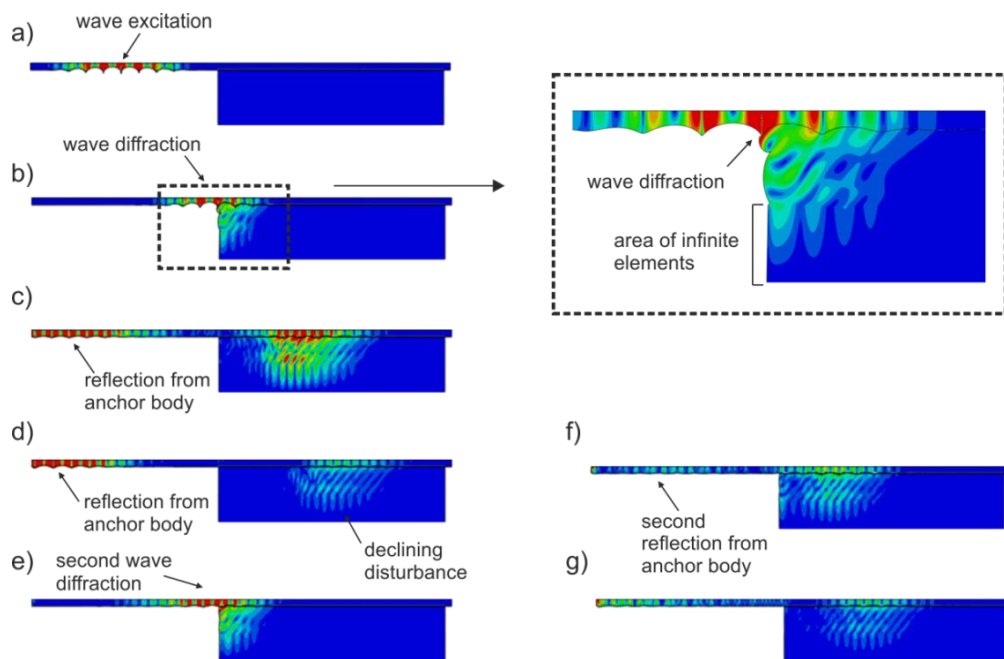 a)
wave excitation
b)
wave diffraction
wave diffraction
area of infinite
elements
c)
reflection from
anchor body
d)
reflection from
anchor body
declining
disturbance
e)
second wave
diffraction
f)
second
reflection from
anchor body
g)